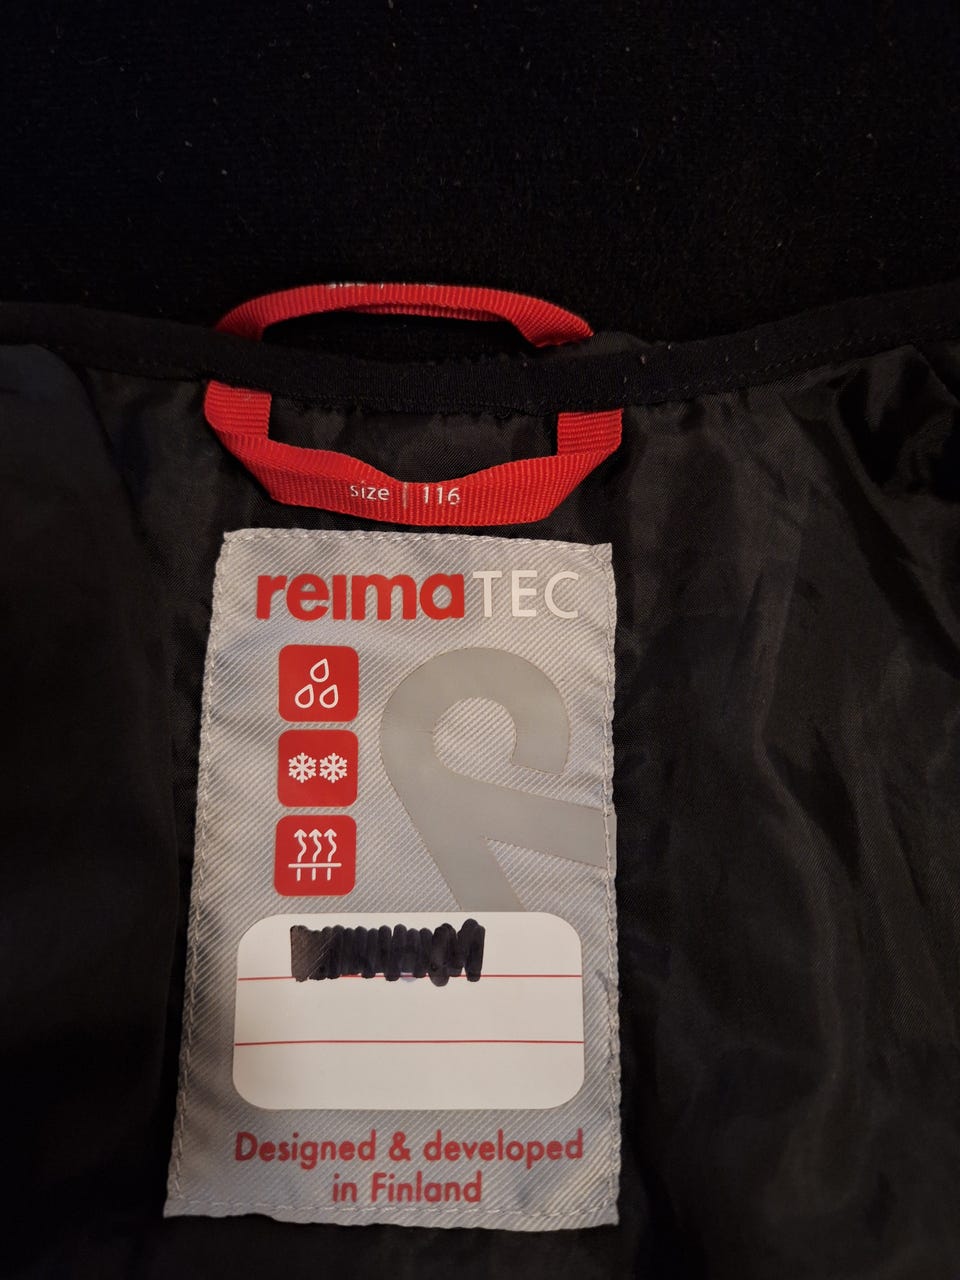 size | 116
reimaTEC
Designed & developed
in Finland